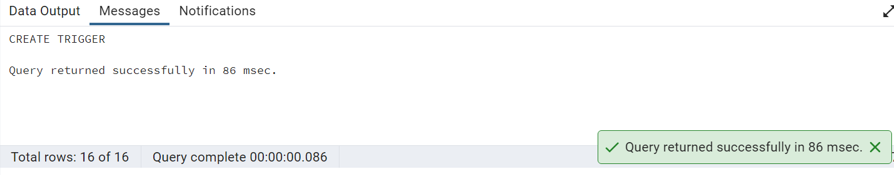 Data Output Messages Notifications
CREATE TRIGGER
Query returned successfully in 86 msec.
Query returned successfully in 86 msec.
Total rows: 16 of 16 Query complete 00:00:00.086